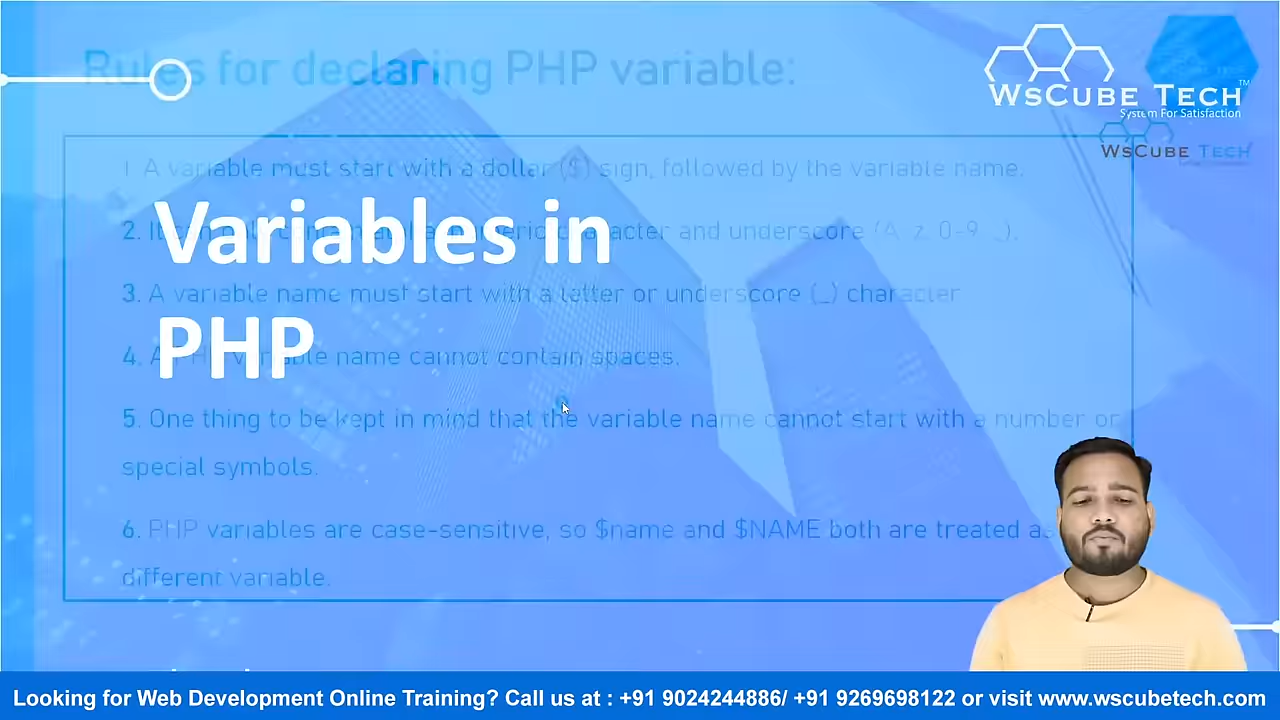 Rules for declaring PHP variable:
WsCube Tech
TM
System For Satisfaction
WsCube Tech
1. A variable must start with a dollar ($) sign, followed by the variable name.
Variables in
PHP
2. It character and underscore (A-z, 0-9, _).
3. A variable name must start with a letter or underscore (_) character
4. A variable name cannot contain spaces.
5. One thing to be kept in mind that the variable name cannot start with a number or
special symbols.
6. PHP variables are case-sensitive, so $name and $NAME both are treated as
different variable.
Looking for Web Development Online Training? Call us at : +91 9024244886/ +91 9269698122 or visit www.wscubetech.com